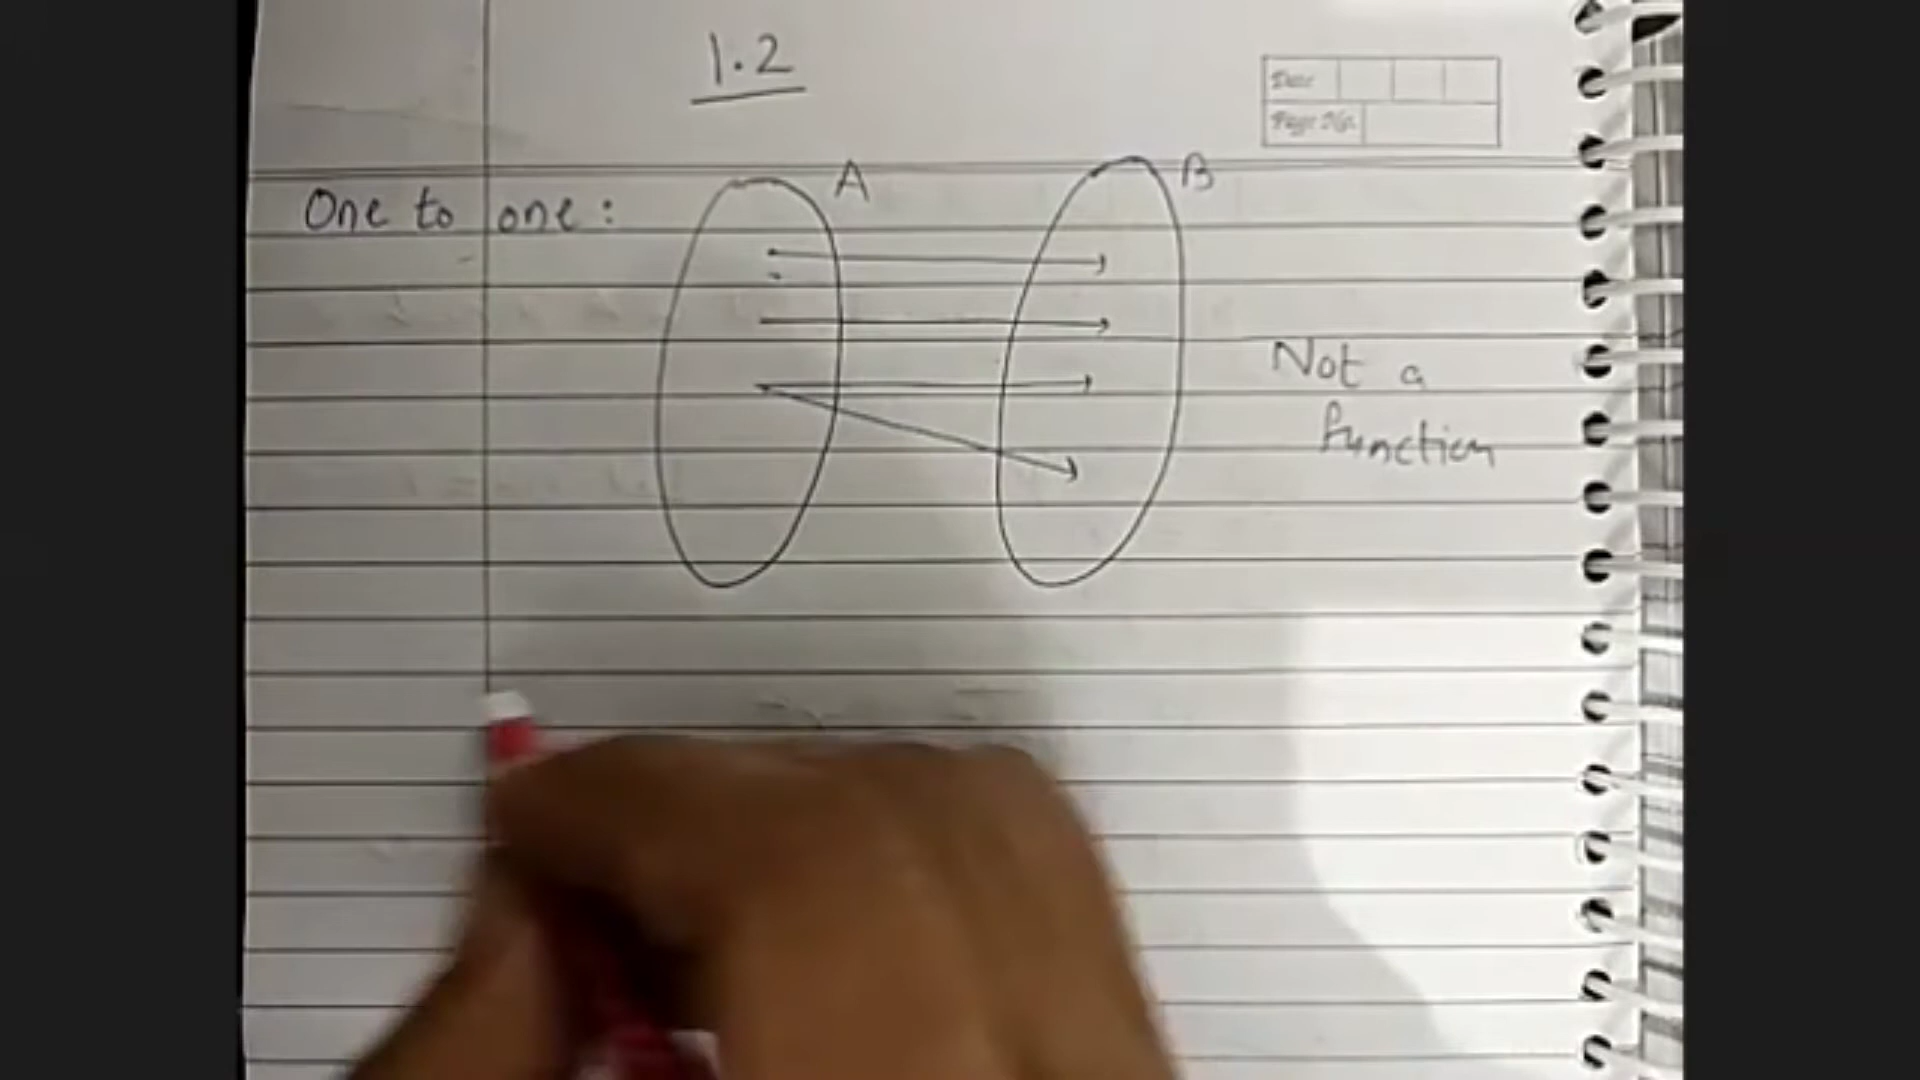 1.2
Date
Page No.
A
B
One to one :
Not a
function